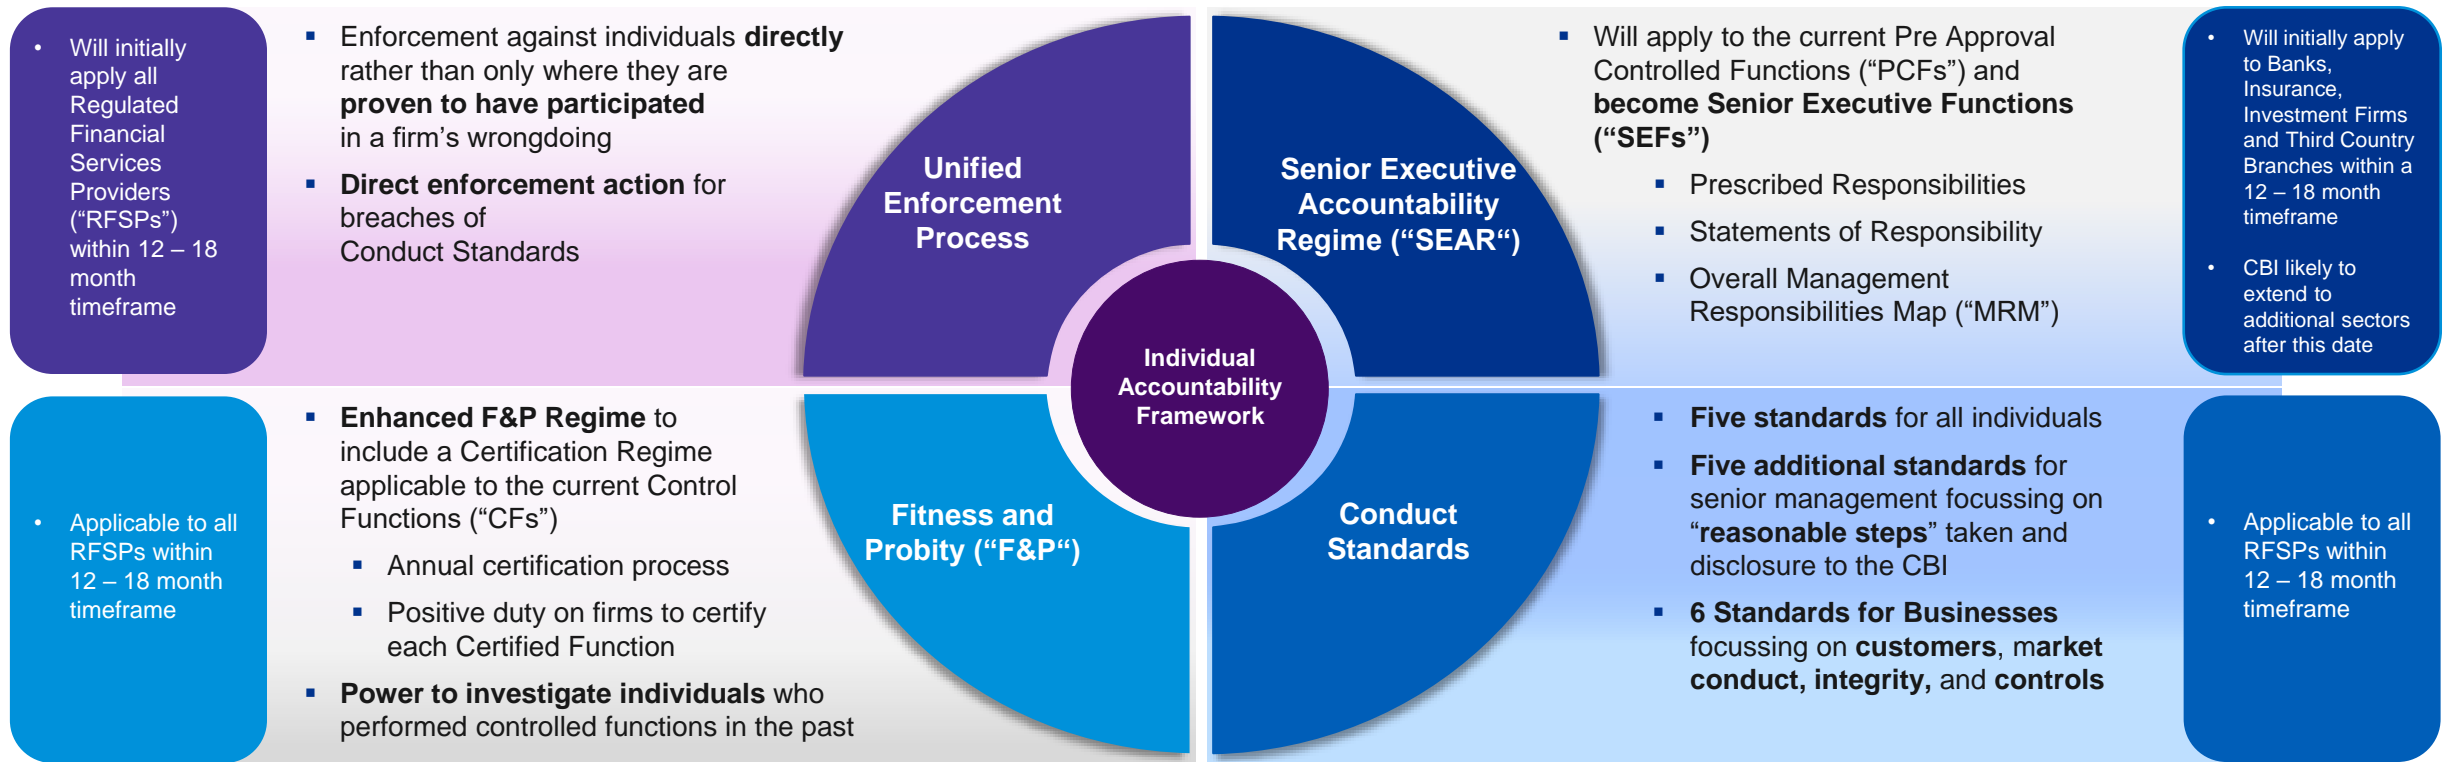 • Will initially
apply all
Regulated
Financial
Services
Providers
(“RFSPs”)
within 12 – 18
month
timeframe
▪ Enforcement against individuals directly
rather than only where they are
proven to have participated
in a firm’s wrongdoing
▪ Direct enforcement action for
breaches of
Conduct Standards
Unified
Enforcement
Process
Senior Executive
Accountability
Regime (“SEAR“)
▪ Will apply to the current Pre Approval
Controlled Functions (“PCFs”) and
become Senior Executive Functions
(“SEFs”)
▪ Prescribed Responsibilities
▪ Statements of Responsibility
▪ Overall Management
Responsibilities Map (“MRM”)
• Will initially apply
to Banks,
Insurance,
Investment Firms
and Third Country
Branches within a
12 – 18 month
timeframe
• CBI likely to
extend to
additional sectors
after this date
Individual
Accountability
Framework
• Applicable to all
RFSPs within
12 – 18 month
timeframe
▪ Enhanced F&P Regime to
include a Certification Regime
applicable to the current Control
Functions (“CFs”)
▪ Annual certification process
▪ Positive duty on firms to certify
each Certified Function
▪ Power to investigate individuals who
performed controlled functions in the past
Fitness and
Probity (“F&P“)
Conduct
Standards
▪ Five standards for all individuals
▪ Five additional standards for
senior management focussing on
“reasonable steps” taken and
disclosure to the CBI
▪ 6 Standards for Businesses
focussing on customers, market
conduct, integrity, and controls
• Applicable to all
RFSPs within
12 – 18 month
timeframe